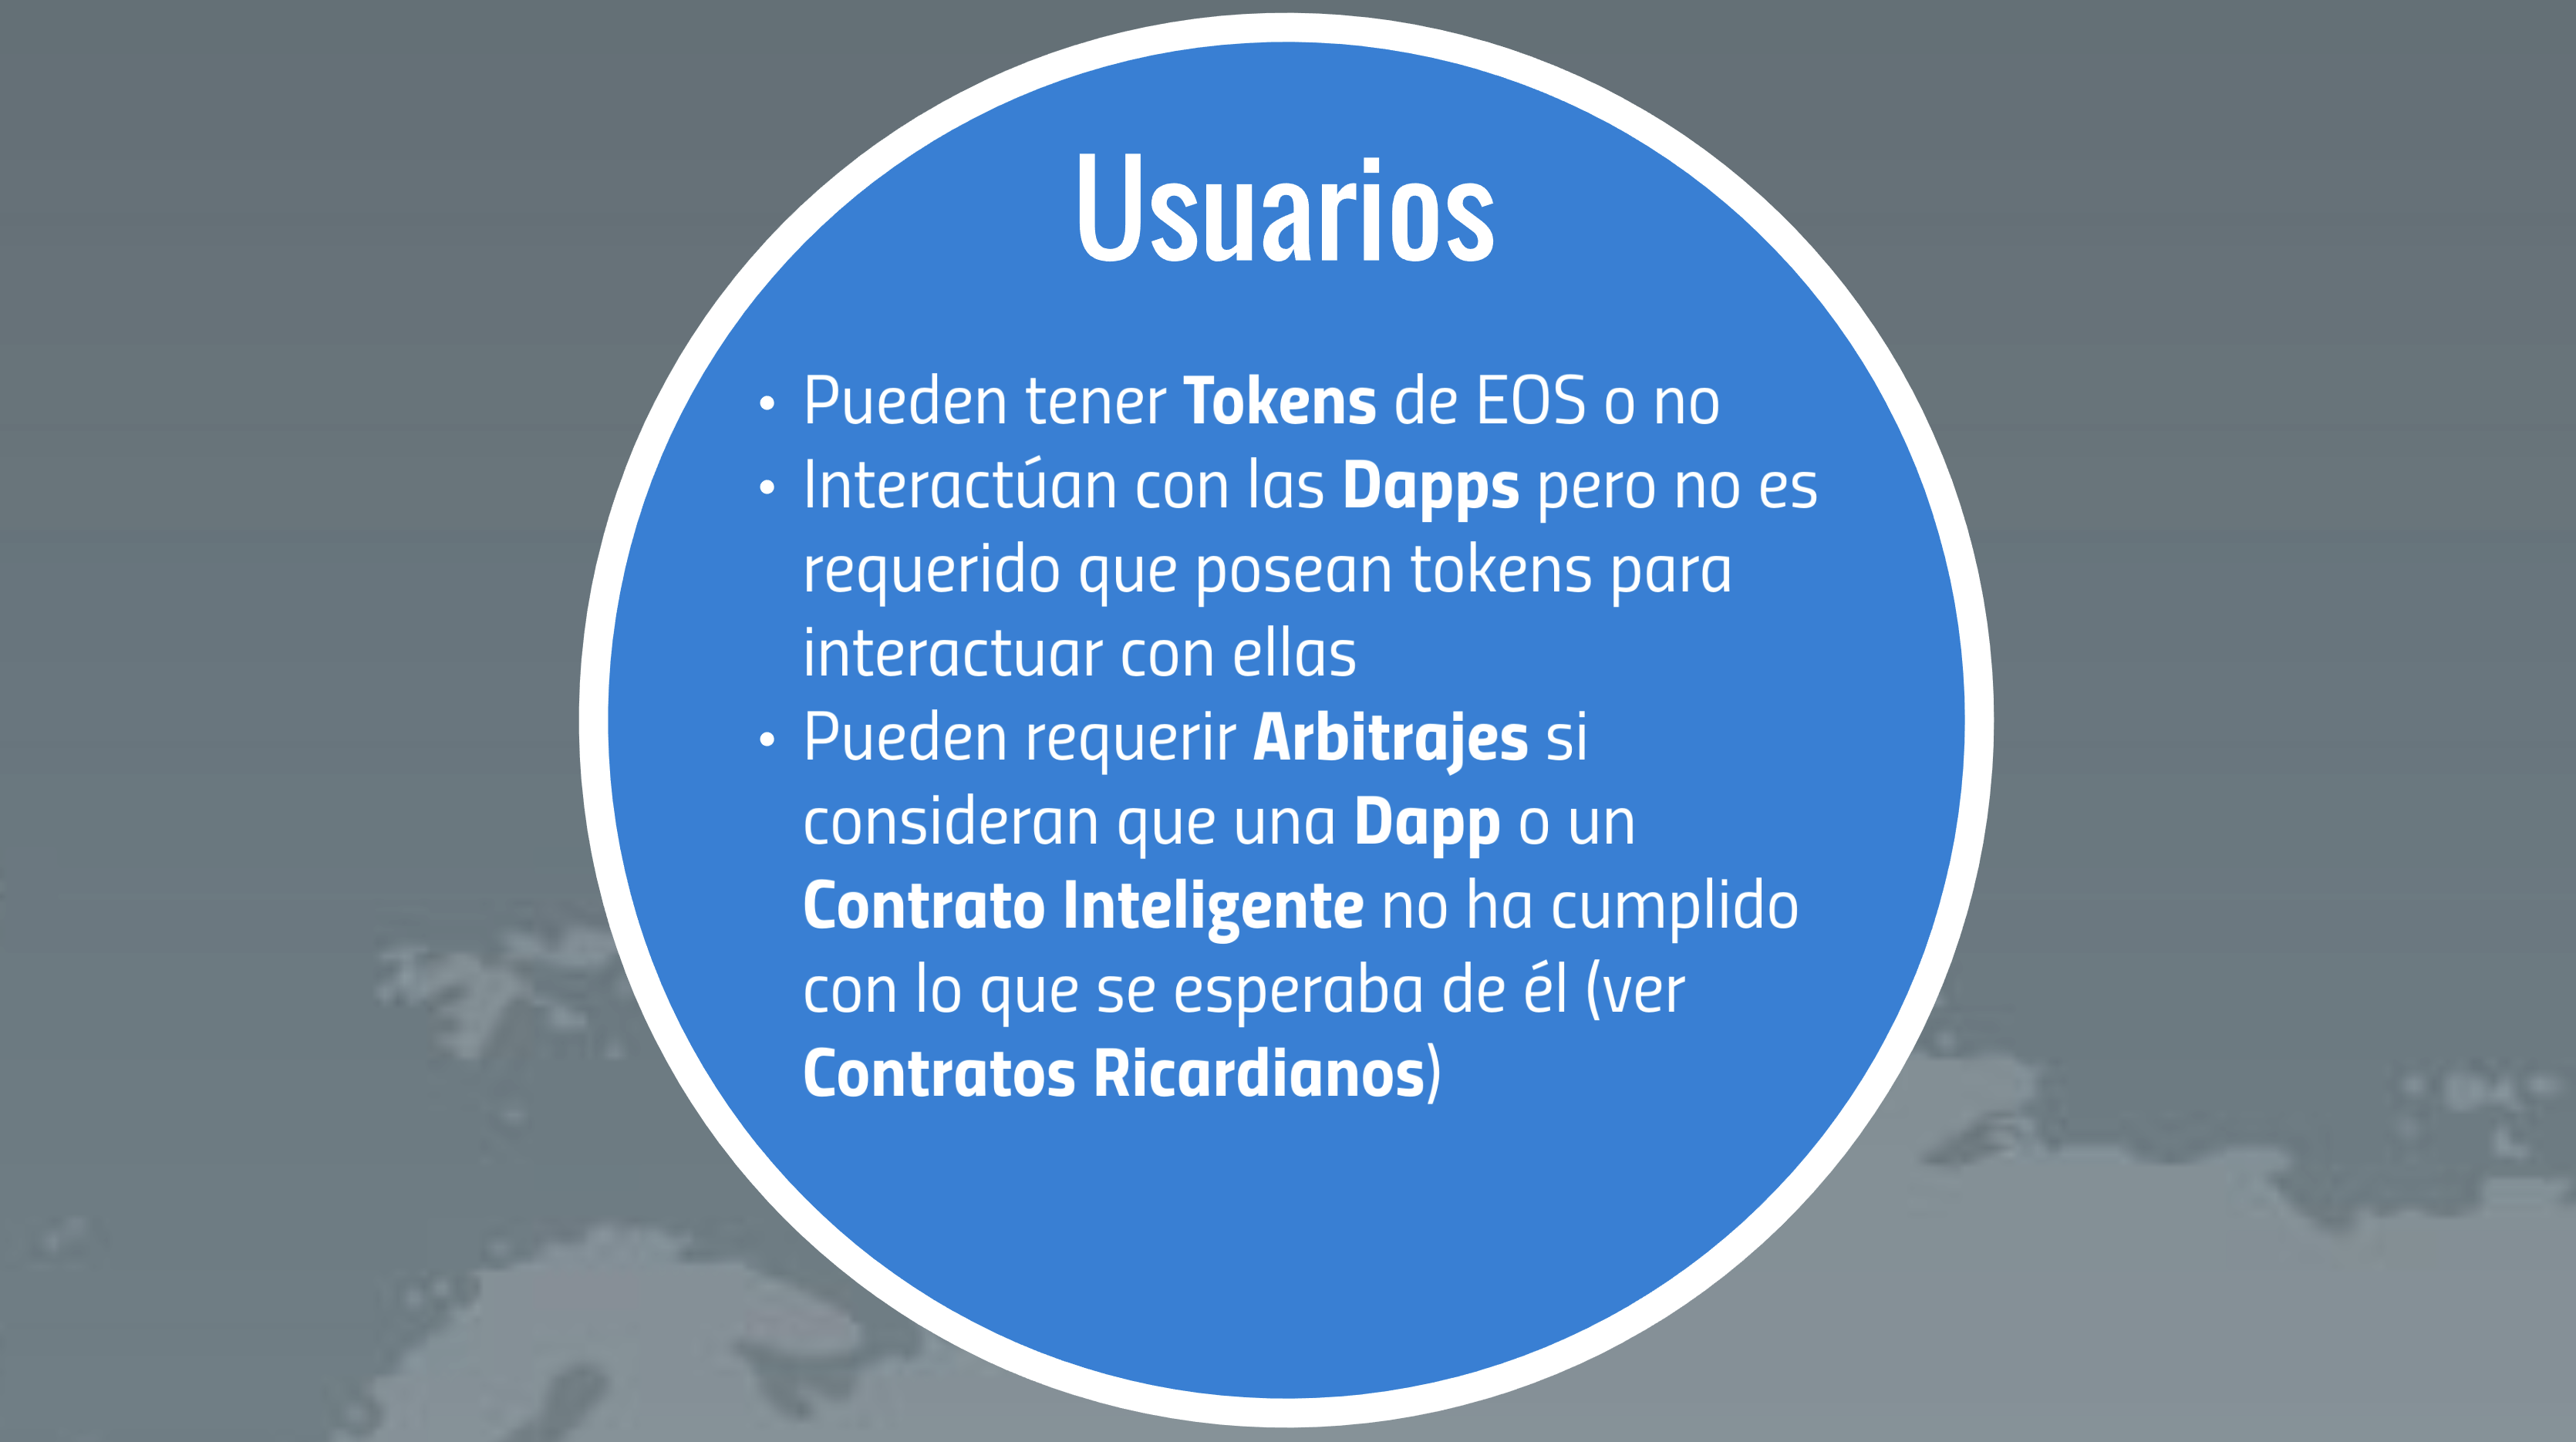 Usuarios
• Pueden tener Tokens de EOS o no
• Interactúan con las Dapps pero no es
requerido que posean tokens para
interactuar con ellas
• Pueden requerir Arbitrajes si
consideran que una Dapp o un
Contrato Inteligente no ha cumplido
con lo que se esperaba de él (ver
Contratos Ricardianos)